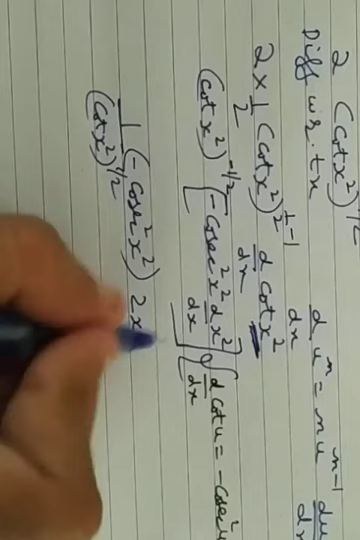 2 (cot x²)^1/2
Diff w.r. t x    d/dx uⁿ = n uⁿ⁻¹ du/dx
2 × 1/2 (cot x²)^(1/2 - 1) d/dx cot x²
(cot x²)^-1/2 [-cosec² x² d/dx x²]    d/dx cot u = -cosec² u
1/(cot x²)^1/2 (-cosec² x²) 2x